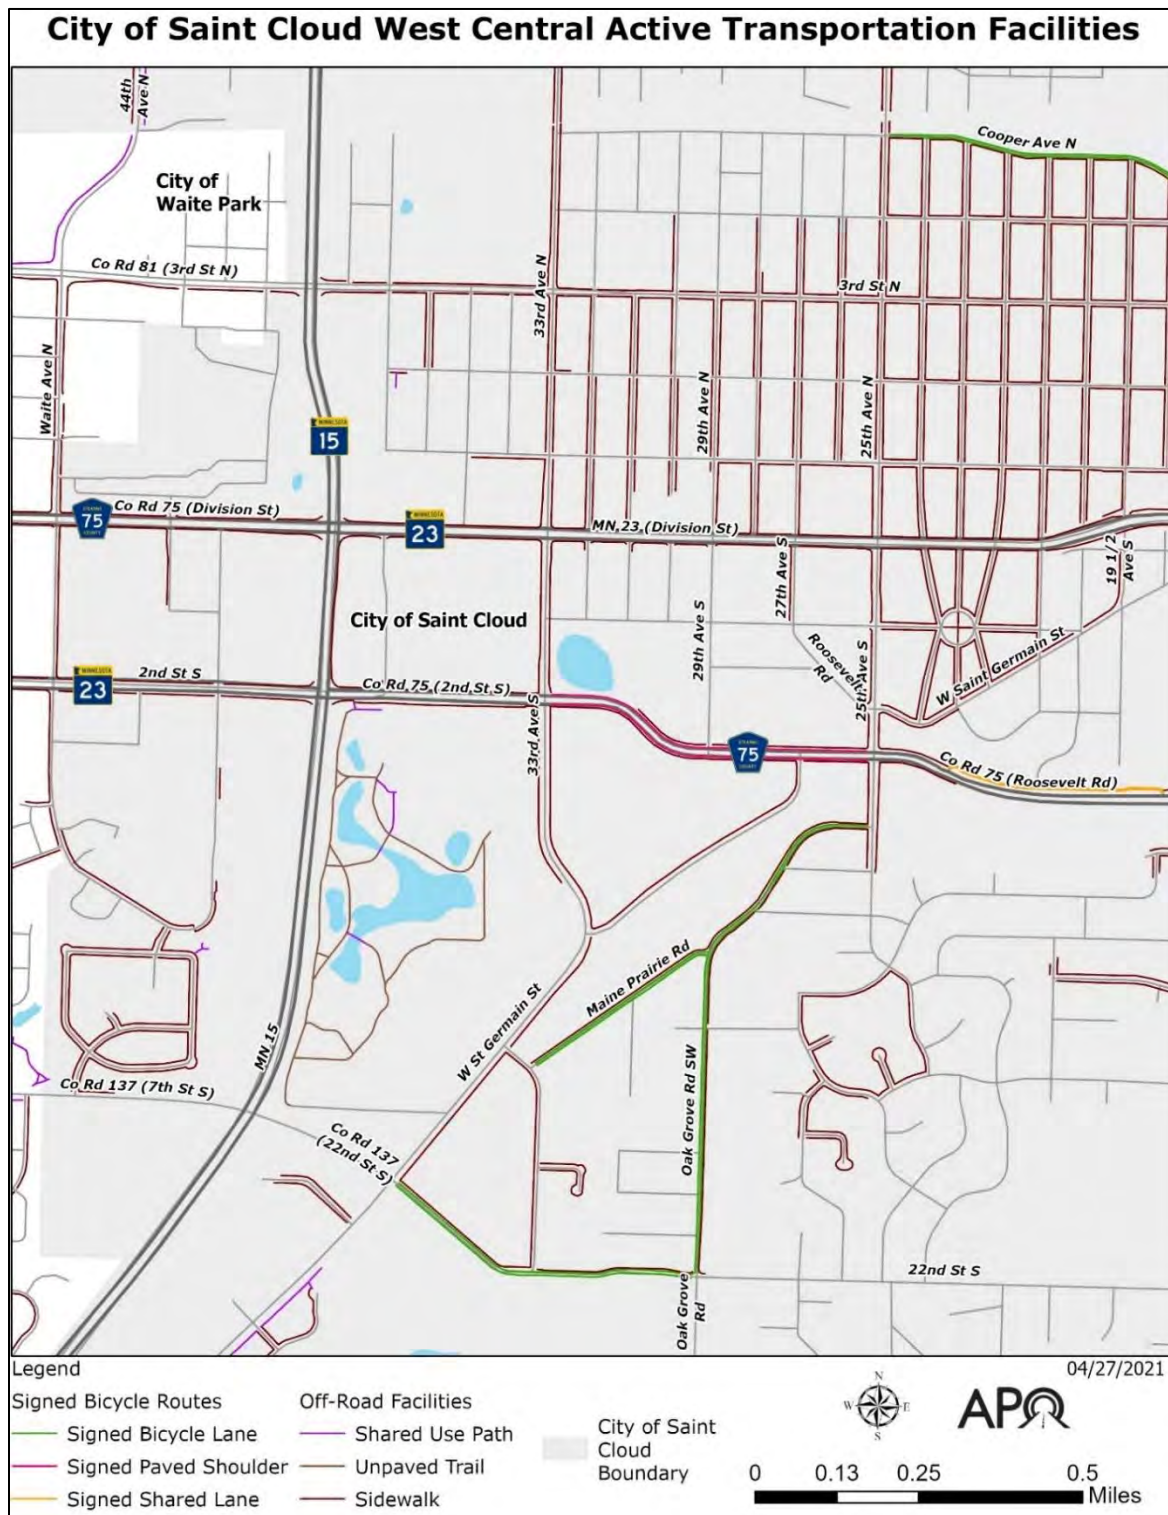 City of Saint Cloud West Central Active Transportation Facilities
44th
Ave N
Cooper Ave N
City of
Waite Park
Co Rd 81 (3rd St N)
33rd Ave N
3rd St N
Waite Ave N
29th Ave N
25th Ave N
MINNESOTA
15
Co Rd 75 (Division St)
75
MINNESOTA
23
MN 23 (Division St)
19 1/2
Ave S
27th Ave S
City of Saint Cloud
29th Ave S
Roosevelt
Rd
25th Ave S
W Saint Germain St
2nd St S
MINNESOTA
23
Co Rd 75 (2nd St S)
33rd Ave S
75
Co Rd 75 (Roosevelt Rd)
Maine Prairie Rd
W St Germain St
MN 15
Co Rd 137 (7th St S)
Co Rd 137
(22nd St S)
Oak Grove Rd SW
22nd St S
Oak Grove
Rd
Legend
04/27/2021
Signed Bicycle Routes
Signed Bicycle Lane
Signed Paved Shoulder
Signed Shared Lane
Off-Road Facilities
Shared Use Path
Unpaved Trail
Sidewalk
City of Saint
Cloud
Boundary
N
W E
S
APO
0 0.13 0.25 0.5
Miles